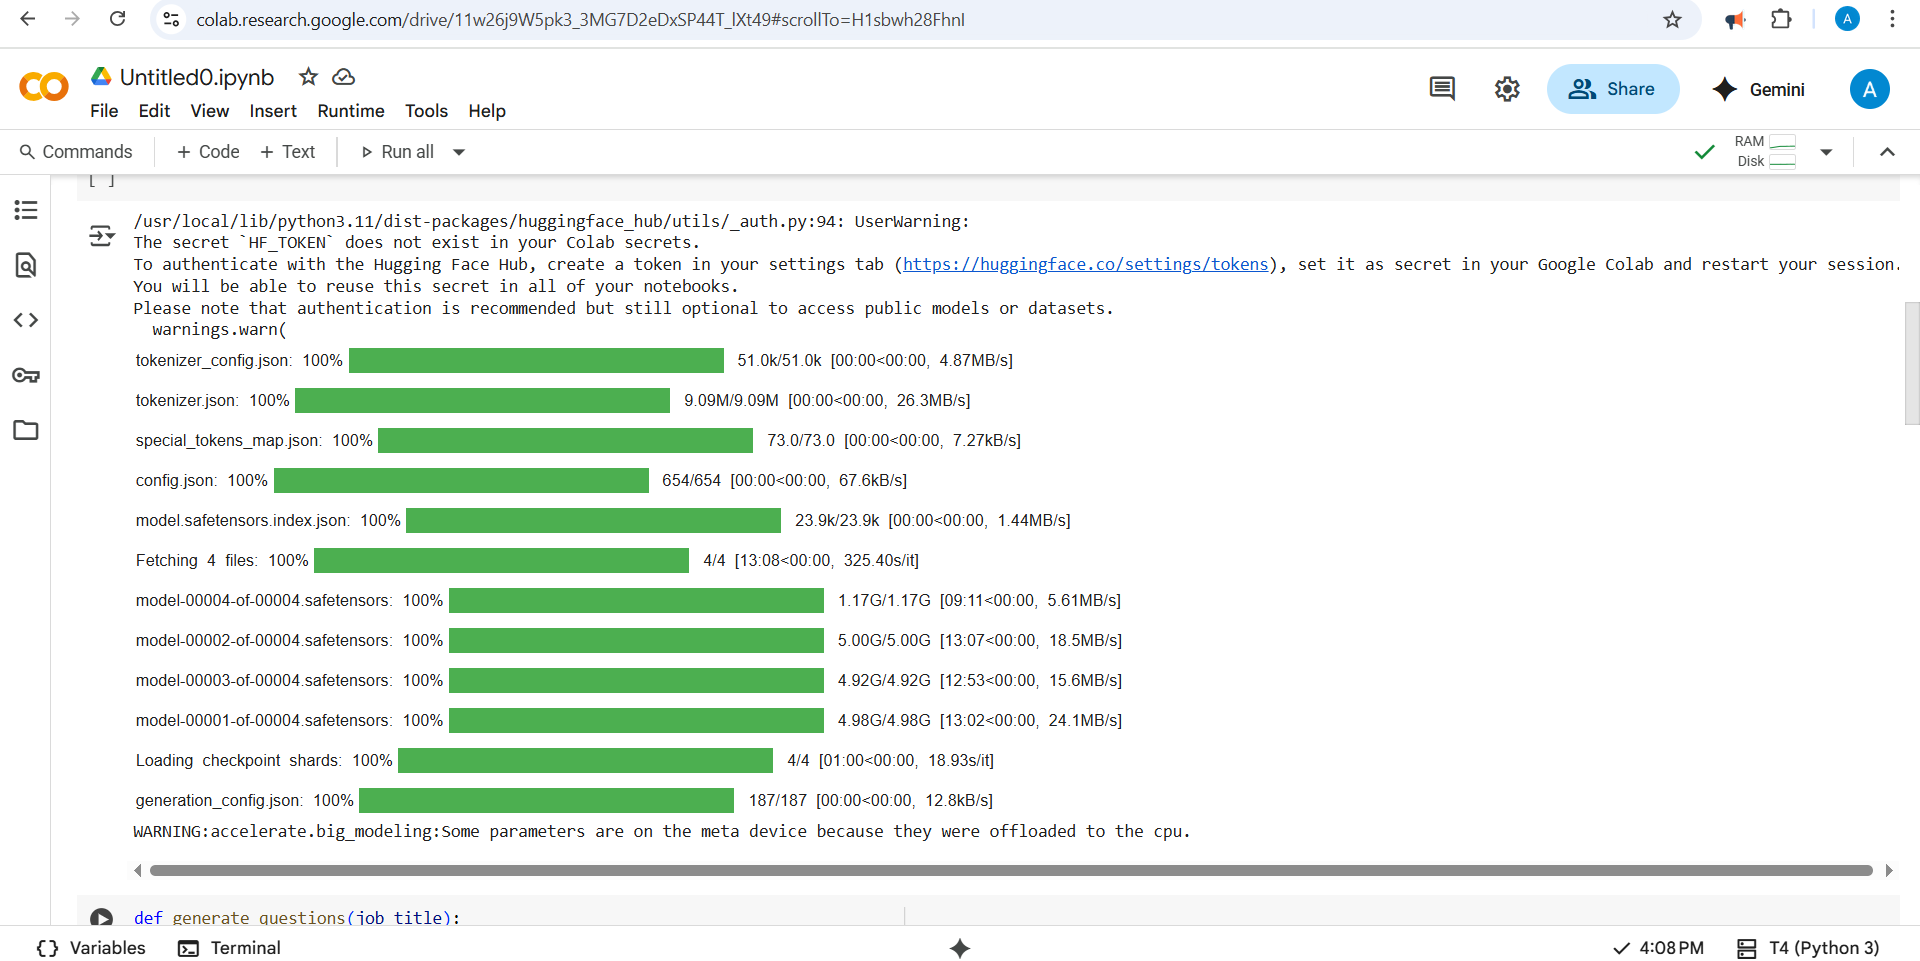 colab.research.google.com/drive/11w26j9W5pk3_3MG7D2eDxSP44T_lXt49#scrollTo=H1sbwh28FhnI
A
Untitled0.ipynb
File Edit View Insert Runtime Tools Help
Share
Gemini
A
Commands + Code + Text Run all
RAM
Disk
[ ]
/usr/local/lib/python3.11/dist-packages/huggingface_hub/utils/_auth.py:94: UserWarning:
The secret `HF_TOKEN` does not exist in your Colab secrets.
To authenticate with the Hugging Face Hub, create a token in your settings tab (https://huggingface.co/settings/tokens), set it as secret in your Google Colab and restart your session.
You will be able to reuse this secret in all of your notebooks.
Please note that authentication is recommended but still optional to access public models or datasets.
warnings.warn(
tokenizer_config.json: 100% 51.0k/51.0k [00:00<00:00, 4.87MB/s]
tokenizer.json: 100% 9.09M/9.09M [00:00<00:00, 26.3MB/s]
special_tokens_map.json: 100% 73.0/73.0 [00:00<00:00, 7.27kB/s]
config.json: 100% 654/654 [00:00<00:00, 67.6kB/s]
model.safetensors.index.json: 100% 23.9k/23.9k [00:00<00:00, 1.44MB/s]
Fetching 4 files: 100% 4/4 [13:08<00:00, 325.40s/it]
model-00004-of-00004.safetensors: 100% 1.17G/1.17G [09:11<00:00, 5.61MB/s]
model-00002-of-00004.safetensors: 100% 5.00G/5.00G [13:07<00:00, 18.5MB/s]
model-00003-of-00004.safetensors: 100% 4.92G/4.92G [12:53<00:00, 15.6MB/s]
model-00001-of-00004.safetensors: 100% 4.98G/4.98G [13:02<00:00, 24.1MB/s]
Loading checkpoint shards: 100% 4/4 [01:00<00:00, 18.93s/it]
generation_config.json: 100% 187/187 [00:00<00:00, 12.8kB/s]
WARNING:accelerate.big_modeling:Some parameters are on the meta device because they were offloaded to the cpu.
def generate_questions(job_title):
Variables Terminal
4:08 PM T4 (Python 3)